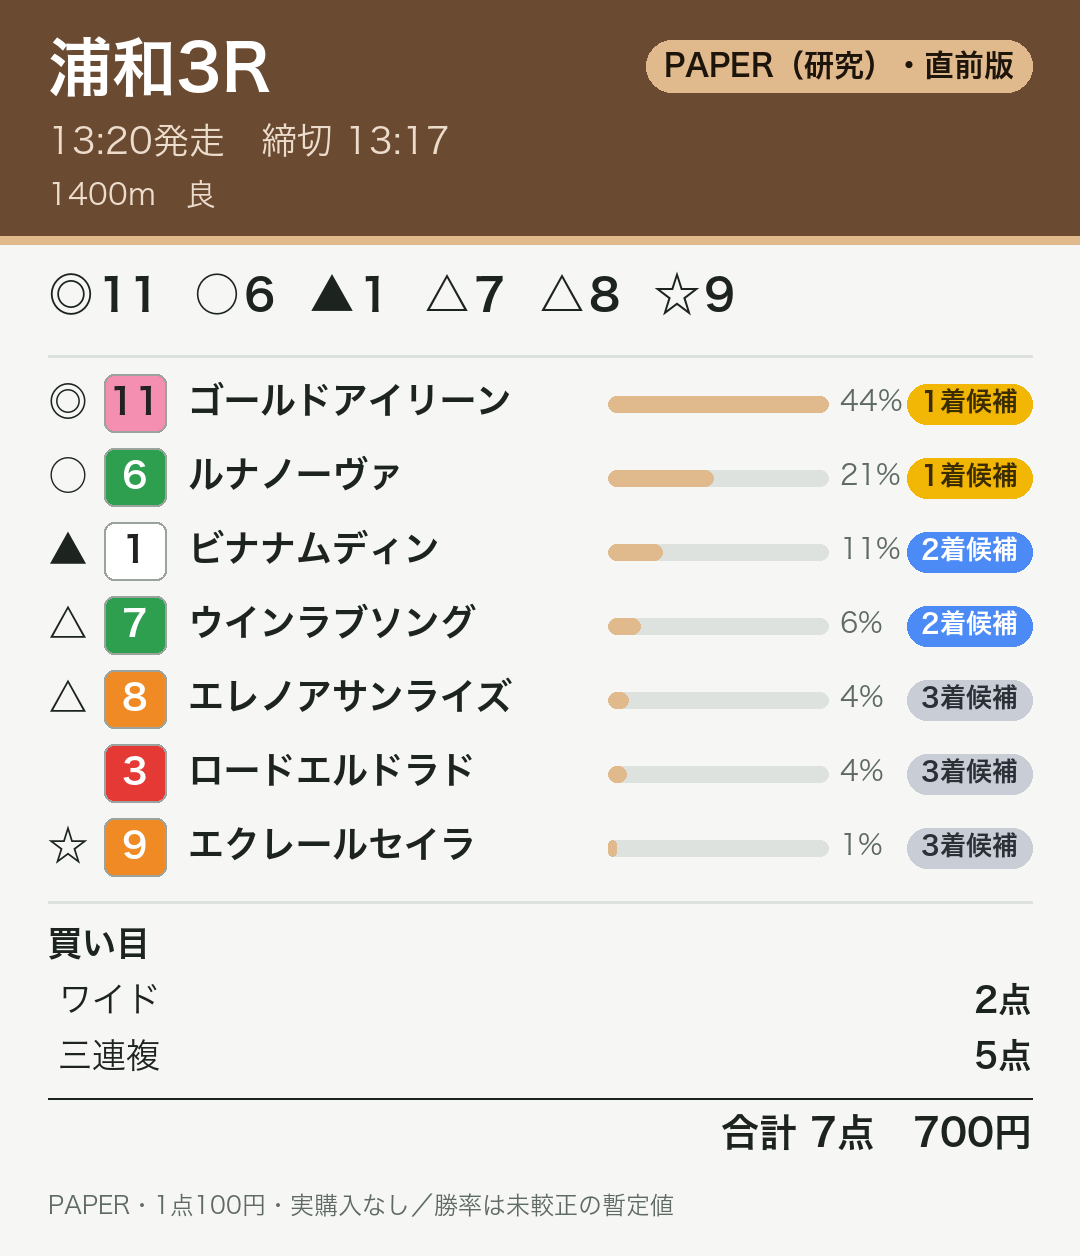 浦和3R
PAPER（研究）・直前版
13:20発走　締切 13:17
1400m　良
◎11 ○6 ▲1 △7 △8 ☆9
◎ 11 ゴールドアイリーン 44% 1着候補
○ 6 ルナノーヴァ 21% 1着候補
▲ 1 ビナナムディン 11% 2着候補
△ 7 ウインラブソング 6% 2着候補
△ 8 エレノアサンライズ 4% 3着候補
3 ロードエルドラド 4% 3着候補
☆ 9 エクレールセイラ 1% 3着候補
買い目
ワイド 2点
三連複 5点
合計 7点　700円
PAPER・1点100円・実購入なし／勝率は未較正の暫定値